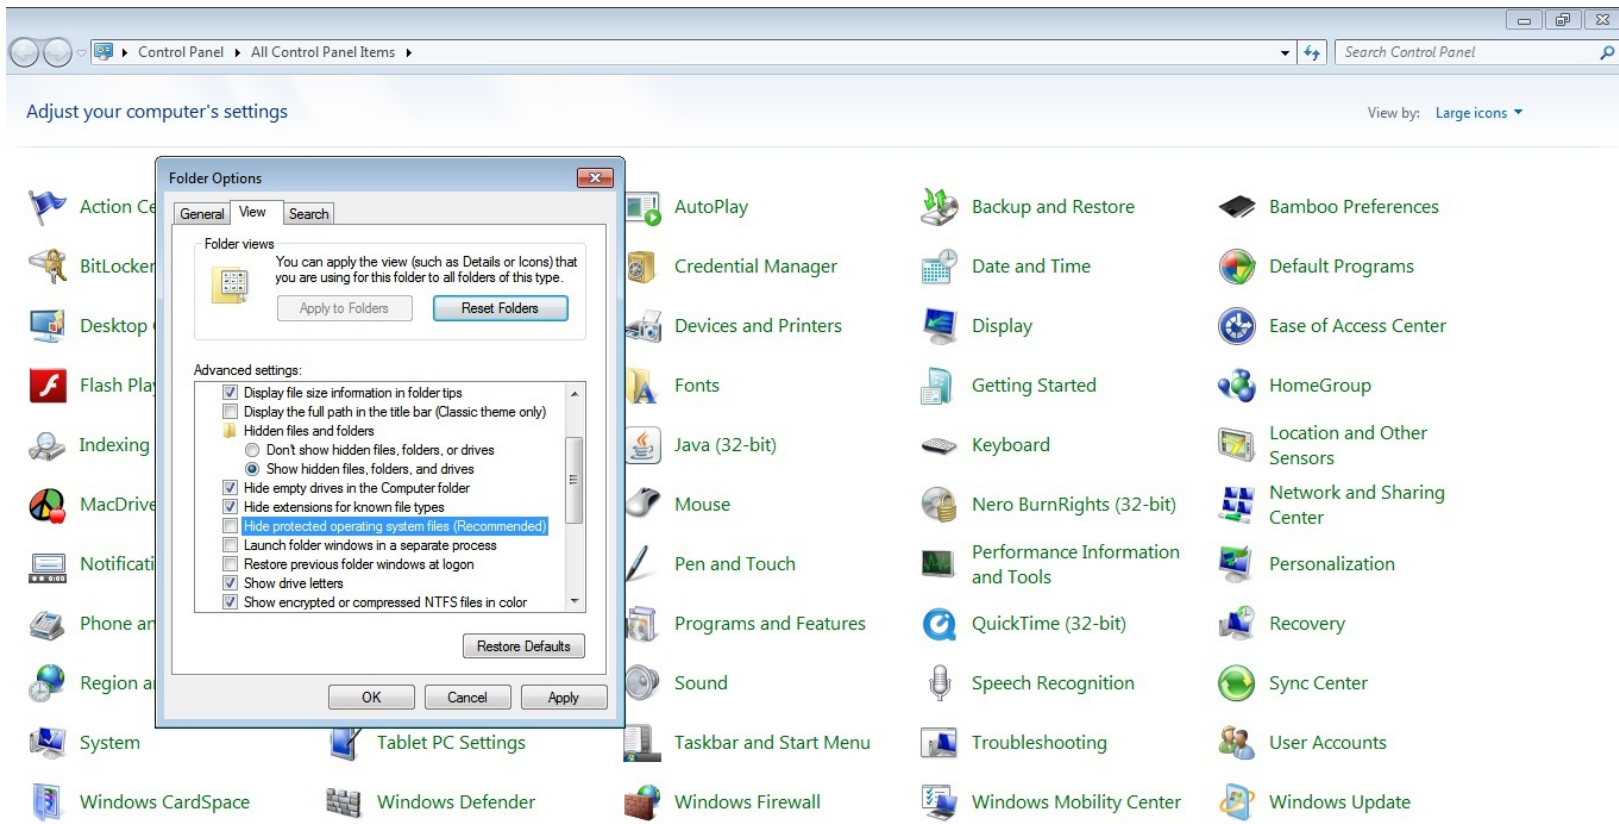 Control Panel
All Control Panel Items
Search Control Panel
Adjust your computer's settings
View by: Large icons
Folder Options
General View Search
Folder views
You can apply the view (such as Details or Icons) that
you are using for this folder to all folders of this type.
Apply to Folders Reset Folders
Advanced settings:
Display file size information in folder tips
Display the full path in the title bar (Classic theme only)
Hidden files and folders
Don't show hidden files, folders, or drives
Show hidden files, folders, and drives
Hide empty drives in the Computer folder
Hide extensions for known file types
Hide protected operating system files (Recommended)
Launch folder windows in a separate process
Restore previous folder windows at logon
Show drive letters
Show encrypted or compressed NTFS files in color
Restore Defaults
OK Cancel Apply
Action Ce
AutoPlay
Backup and Restore
Bamboo Preferences
BitLocker
Credential Manager
Date and Time
Default Programs
Desktop
Devices and Printers
Display
Ease of Access Center
Flash Pla
Fonts
Getting Started
HomeGroup
Indexing
Java (32-bit)
Keyboard
Location and Other
Sensors
MacDrive
Mouse
Nero BurnRights (32-bit)
Network and Sharing
Center
Notificati
Pen and Touch
Performance Information
and Tools
Personalization
Phone an
Programs and Features
QuickTime (32-bit)
Recovery
Region a
Sound
Speech Recognition
Sync Center
System
Tablet PC Settings
Taskbar and Start Menu
Troubleshooting
User Accounts
Windows CardSpace
Windows Defender
Windows Firewall
Windows Mobility Center
Windows Update